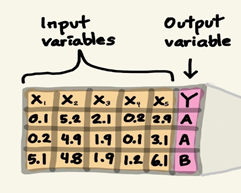 Input variables
Output variable
X₁ X₂ X₃ X₄ X₅ Y
0.1 5.2 2.1 0.2 2.9 A
0.2 4.9 1.9 0.1 3.1 A
5.1 4.8 1.9 1.2 6.1 B